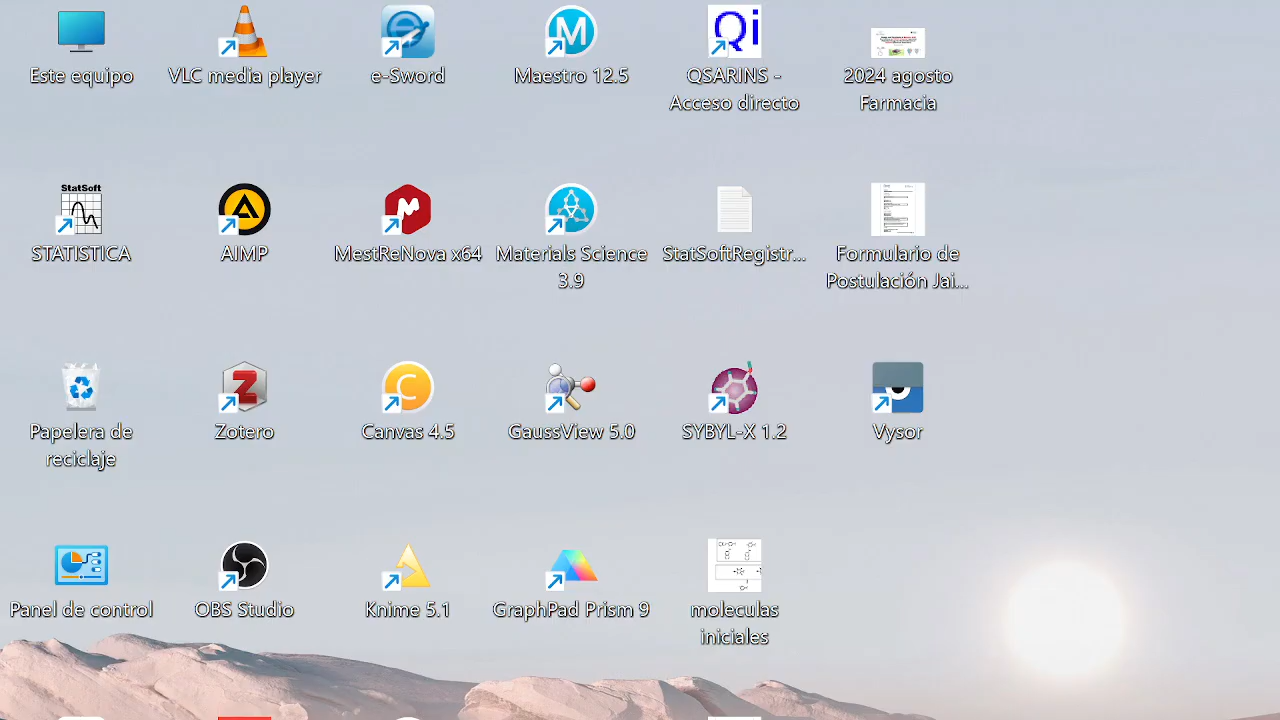 Este equipo
VLC media player
e-Sword
M
Maestro 12.5
Qi
QSARINS -
Acceso directo
2024 agosto
Farmacia
StatSoft
STATISTICA
AIMP
MestReNova x64
Materials Science
3.9
StatSoftRegistr...
Formulario de
Postulación Jai...
Papelera de
reciclaje
Z
Zotero
C
Canvas 4.5
GaussView 5.0
SYBYL-X 1.2
Vysor
Panel de control
OBS Studio
Knime 5.1
GraphPad Prism 9
moleculas
iniciales